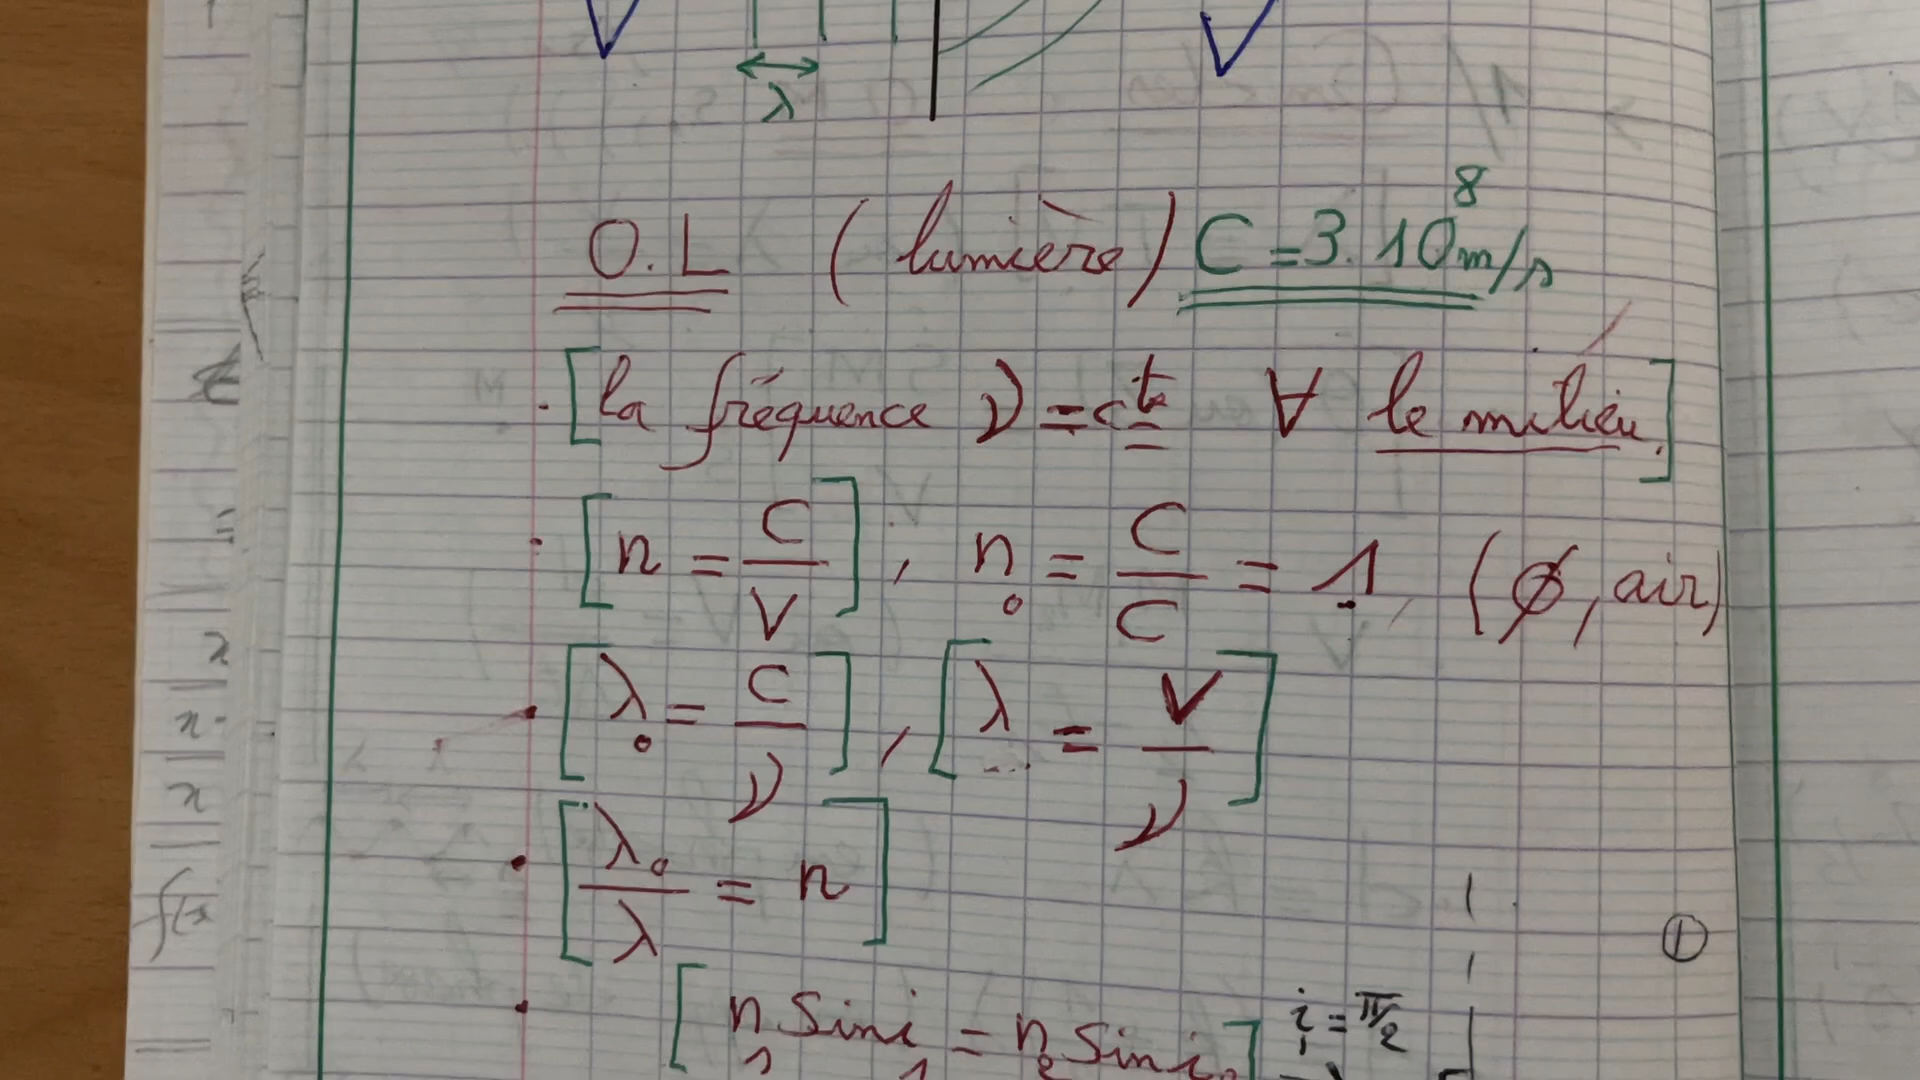 λ
O.L (lumière) C = 3.10⁸ m/s
. [la fréquence ν = cte ∀ le milieu.]
. [n = C/V], n₀ = C/C = 1, (∅, air)
. [λ₀ = C/ν], [λ = V/ν]
. [λ₀/λ = n]
①
. [n₁ Sin i₁ = n₂ Sin i₂] i₁ = π/2